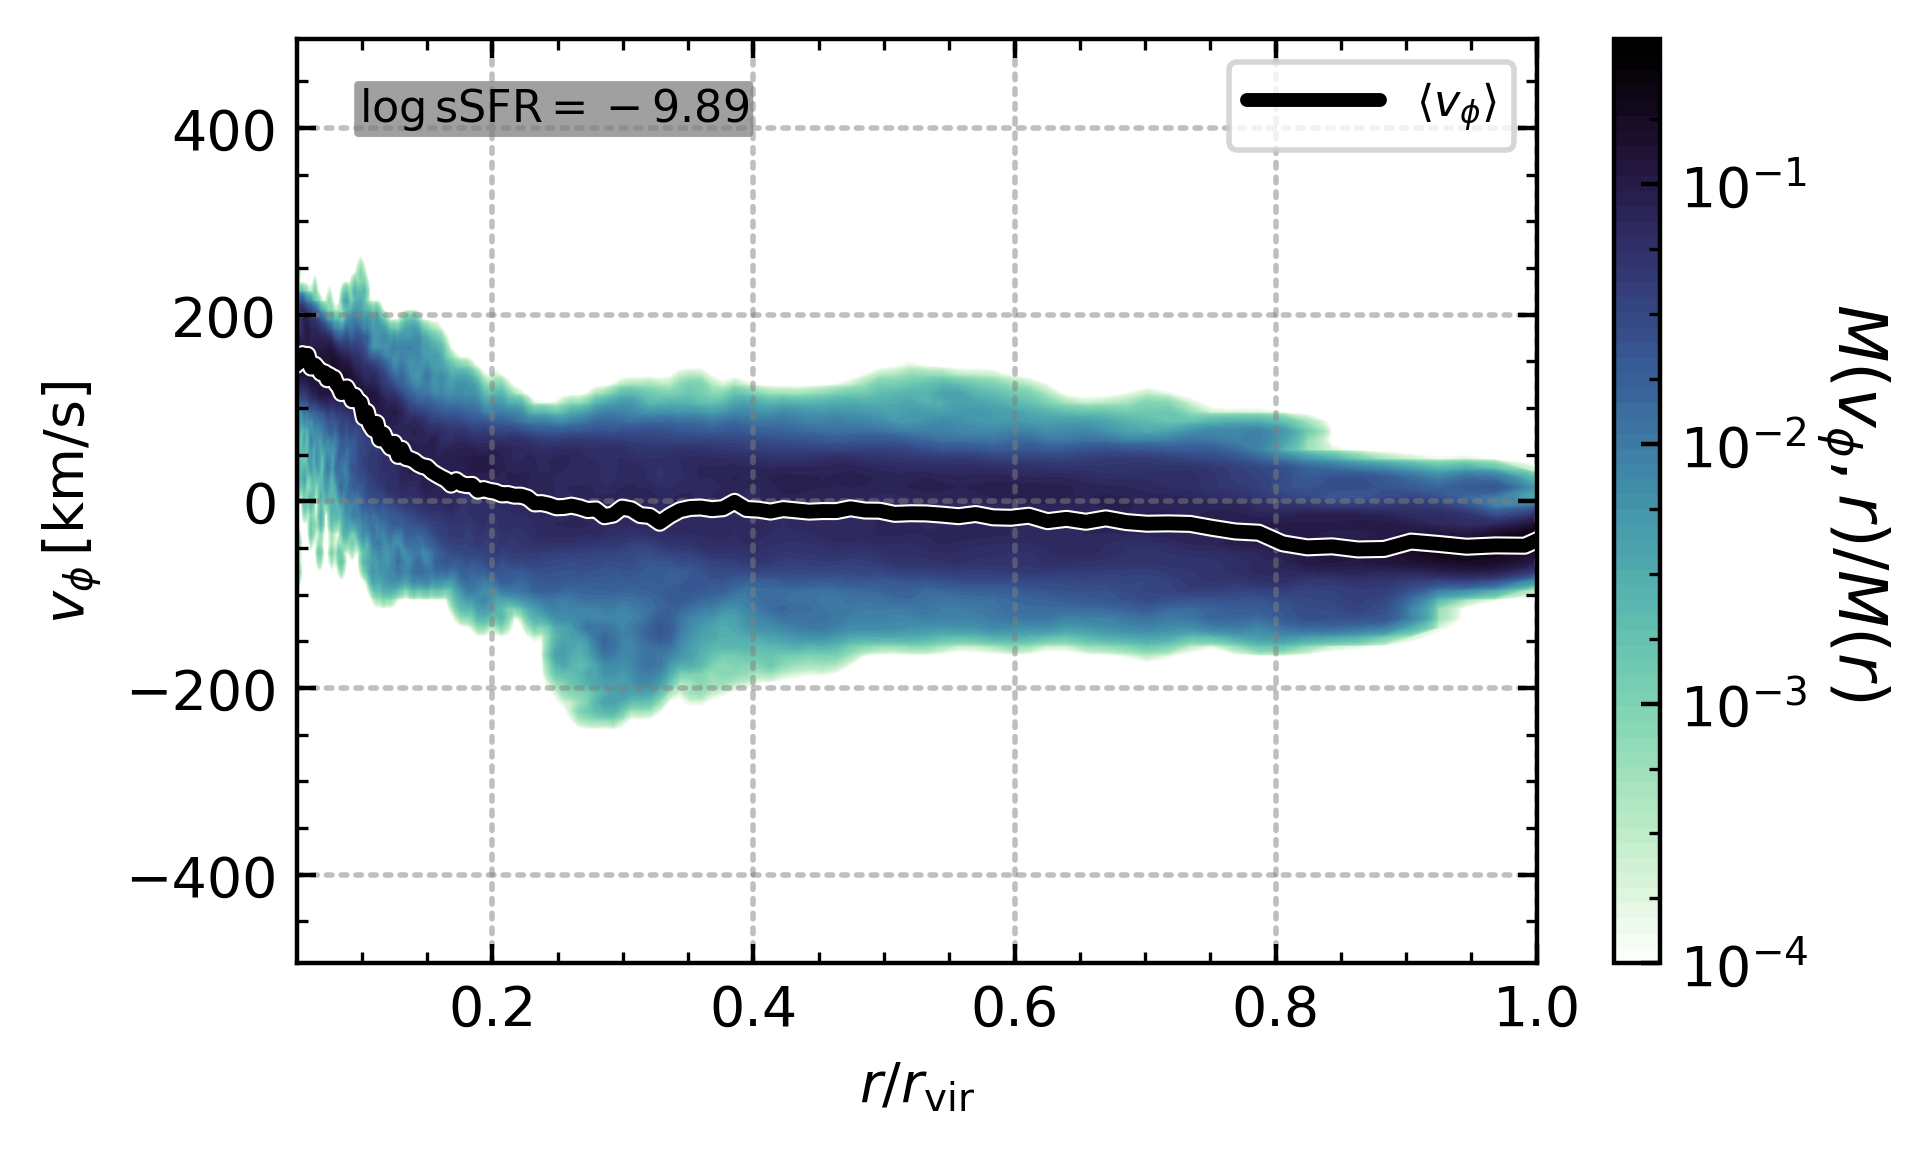 log sSFR = − 9.89
⟨v_ϕ⟩
400
200
0
−200
−400
v_ϕ [km/s]
0.2 0.4 0.6 0.8 1.0
r/r_vir
10^−1
10^−2
10^−3
10^−4
M(v_ϕ, r)/M(r)